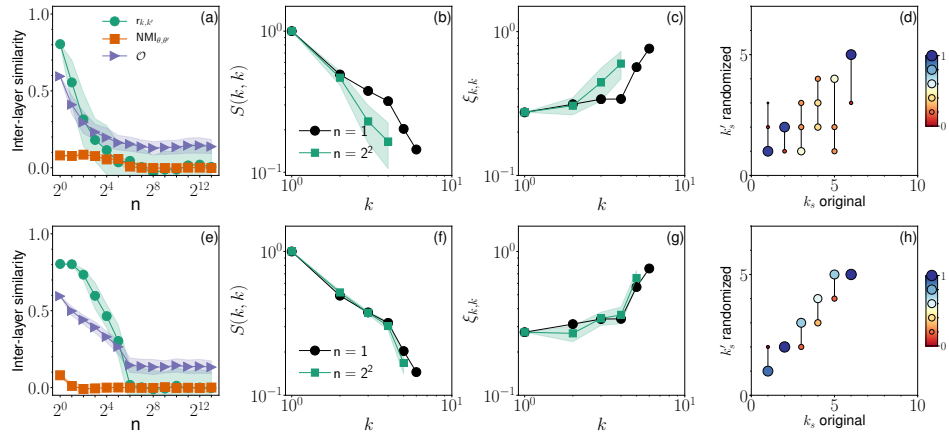 (a)
r_{k,k'}
NMI_{θ,θ'}
𝒪
Inter-layer similarity
1.0
0.5
0.0
2^0 2^4 2^8 2^12
n
(b)
S(k, k)
10^0
10^{-1}
n = 1
n = 2^2
10^0 10^1
k
(c)
ξ_{k,k}
10^0
10^{-1}
10^0 10^1
k
(d)
k'_s randomized
5
0
0 5 10
k_s original
1
0
(e)
Inter-layer similarity
1.0
0.5
0.0
2^0 2^4 2^8 2^12
n
(f)
S(k, k)
10^0
10^{-1}
n = 1
n = 2^2
10^0 10^1
k
(g)
ξ_{k,k}
10^0
10^{-1}
10^0 10^1
k
(h)
k'_s randomized
5
0
0 5 10
k_s original
1
0